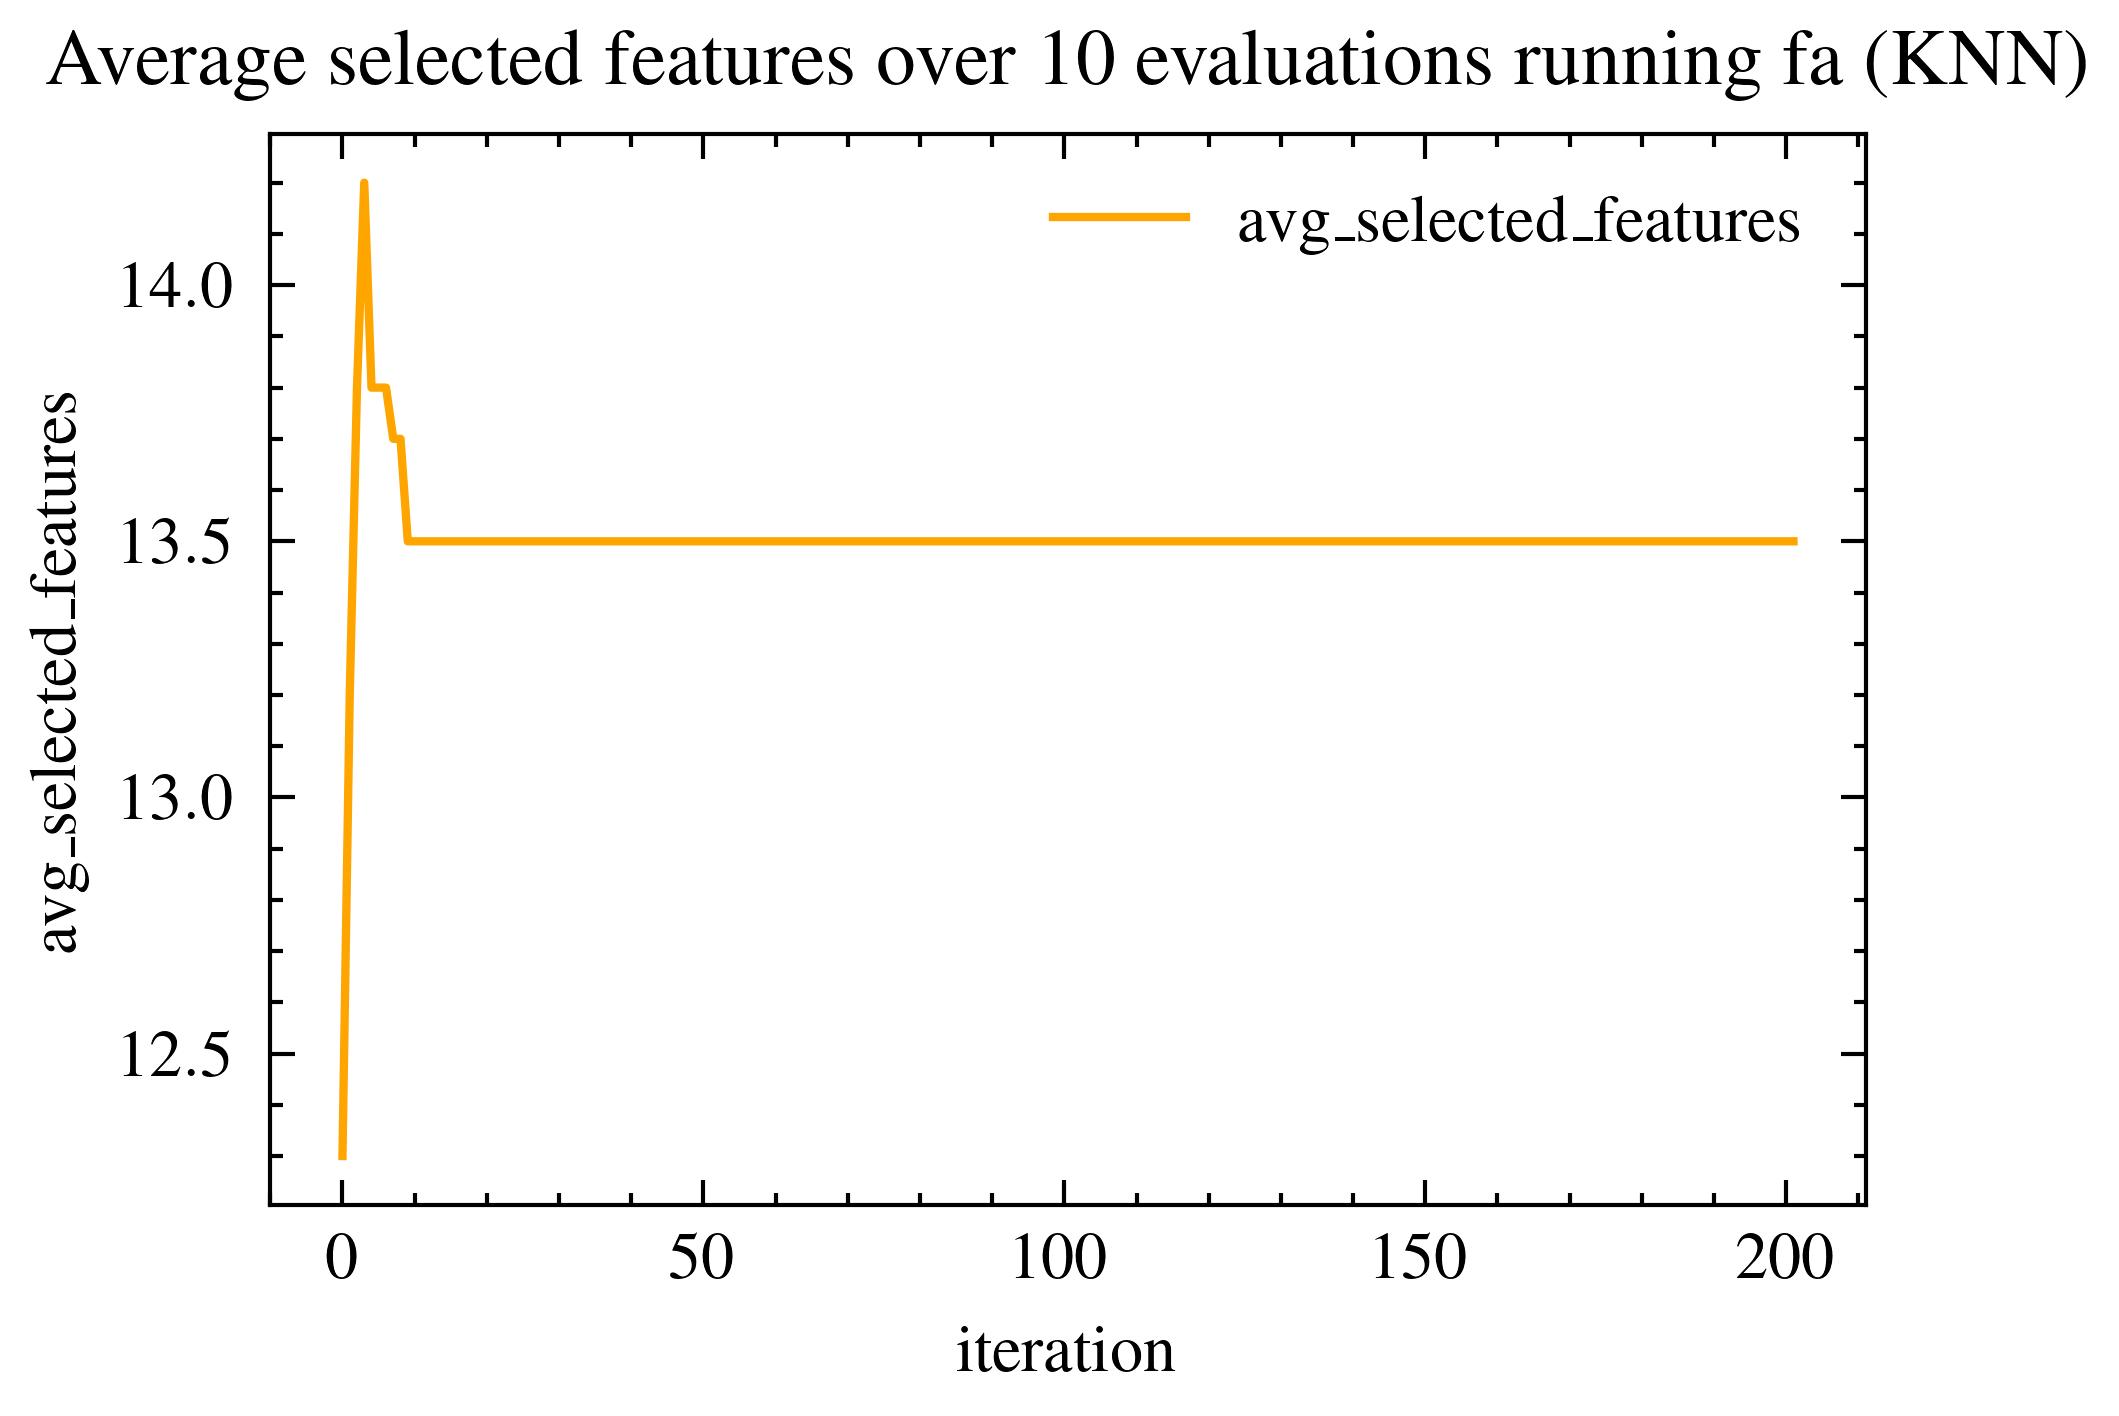 Average selected features over 10 evaluations running fa (KNN)
avg_selected_features
14.0
13.5
13.0
12.5
avg_selected_features
0 50 100 150 200
iteration